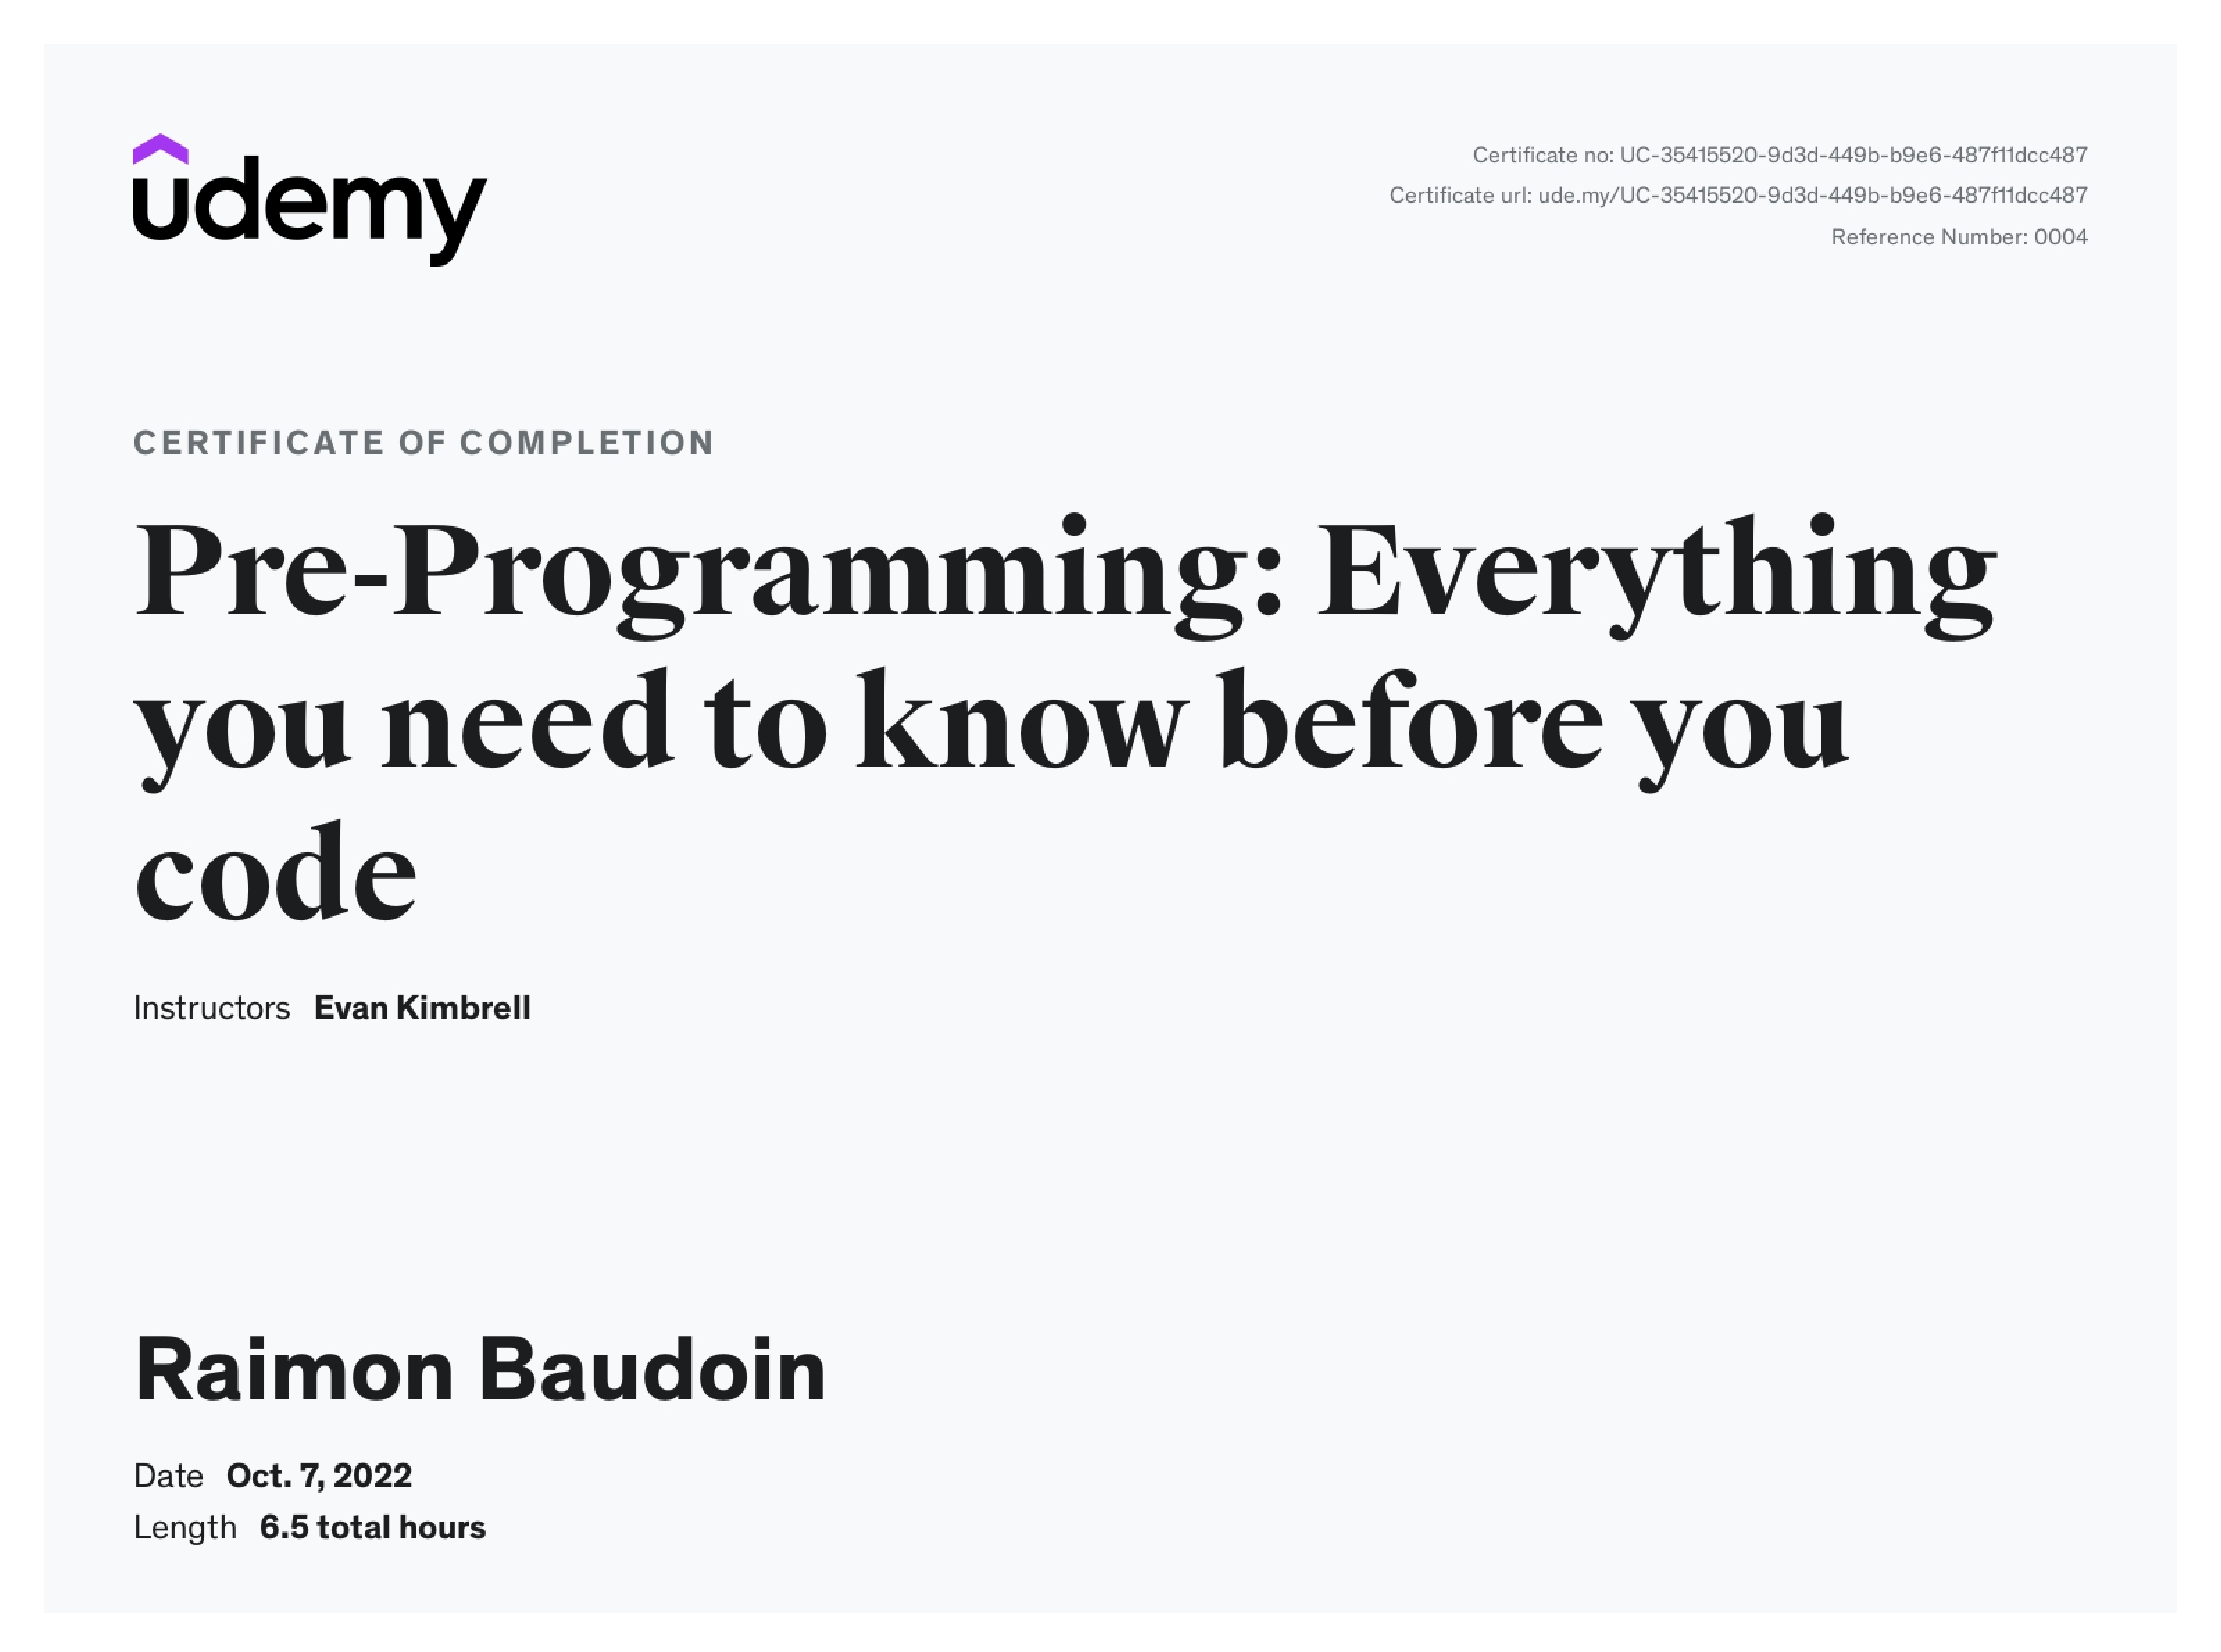 udemy
Certificate no: UC-35415520-9d3d-449b-b9e6-487f11dcc487
Certificate url: ude.my/UC-35415520-9d3d-449b-b9e6-487f11dcc487
Reference Number: 0004
CERTIFICATE OF COMPLETION
Pre-Programming: Everything
you need to know before you
code
Instructors Evan Kimbrell
Raimon Baudoin
Date Oct. 7, 2022
Length 6.5 total hours